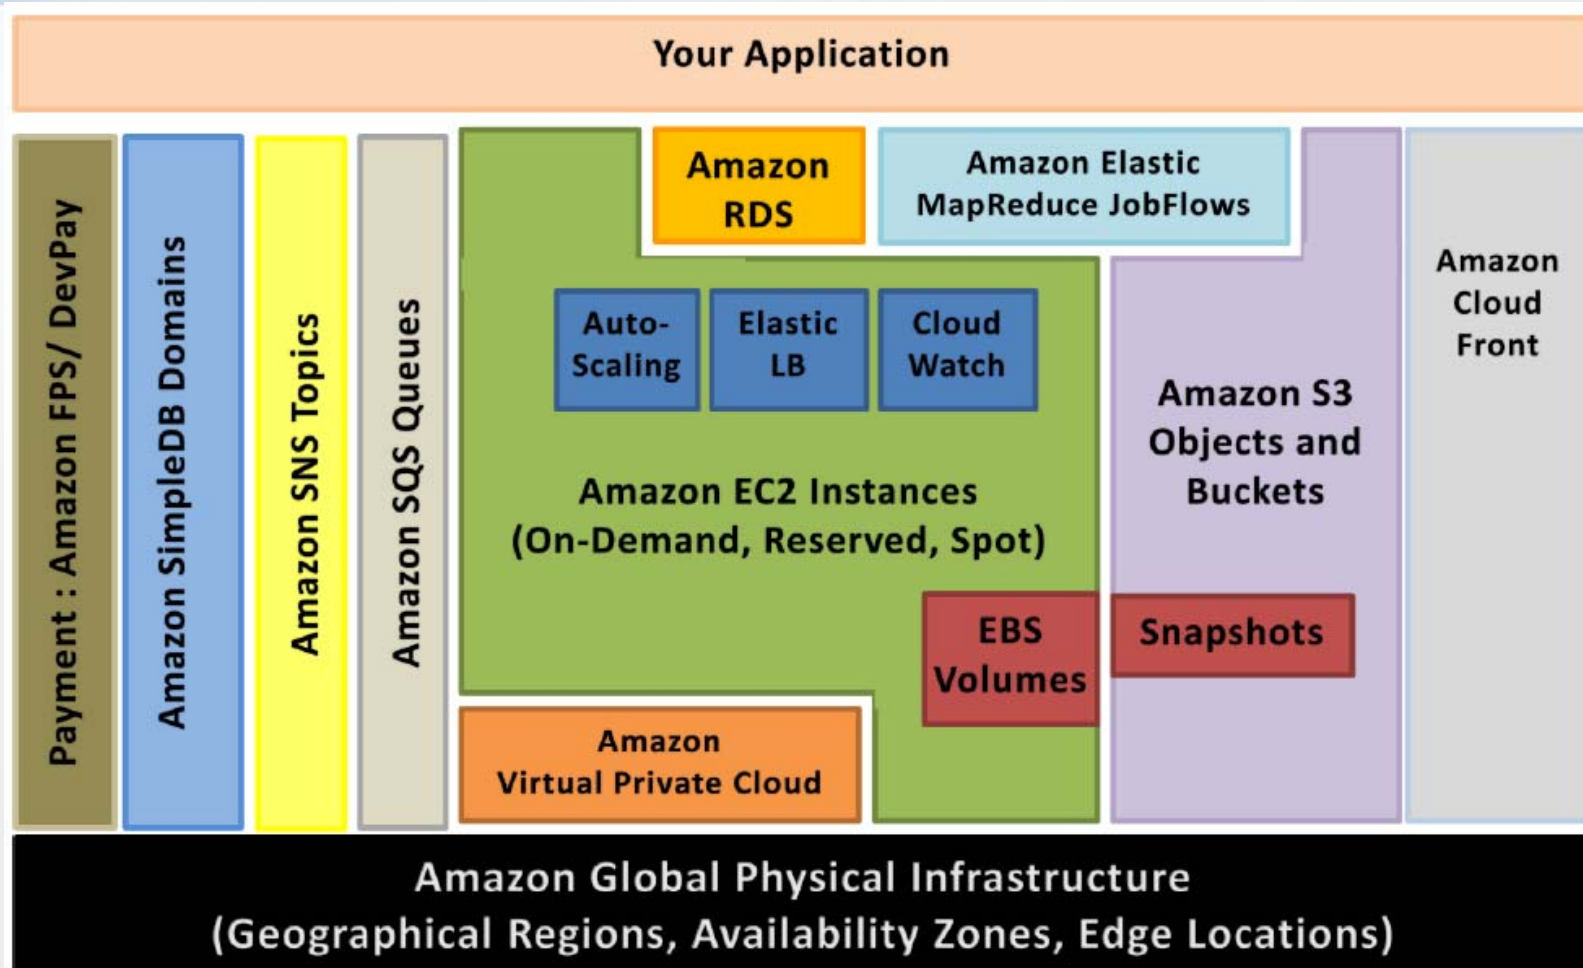 Your Application
Payment : Amazon FPS/ DevPay
Amazon SimpleDB Domains
Amazon SNS Topics
Amazon SQS Queues
Amazon
RDS
Amazon Elastic
MapReduce JobFlows
Auto-
Scaling
Elastic
LB
Cloud
Watch
Amazon EC2 Instances
(On-Demand, Reserved, Spot)
EBS
Volumes
Amazon
Virtual Private Cloud
Amazon S3
Objects and
Buckets
Snapshots
Amazon
Cloud
Front
Amazon Global Physical Infrastructure
(Geographical Regions, Availability Zones, Edge Locations)